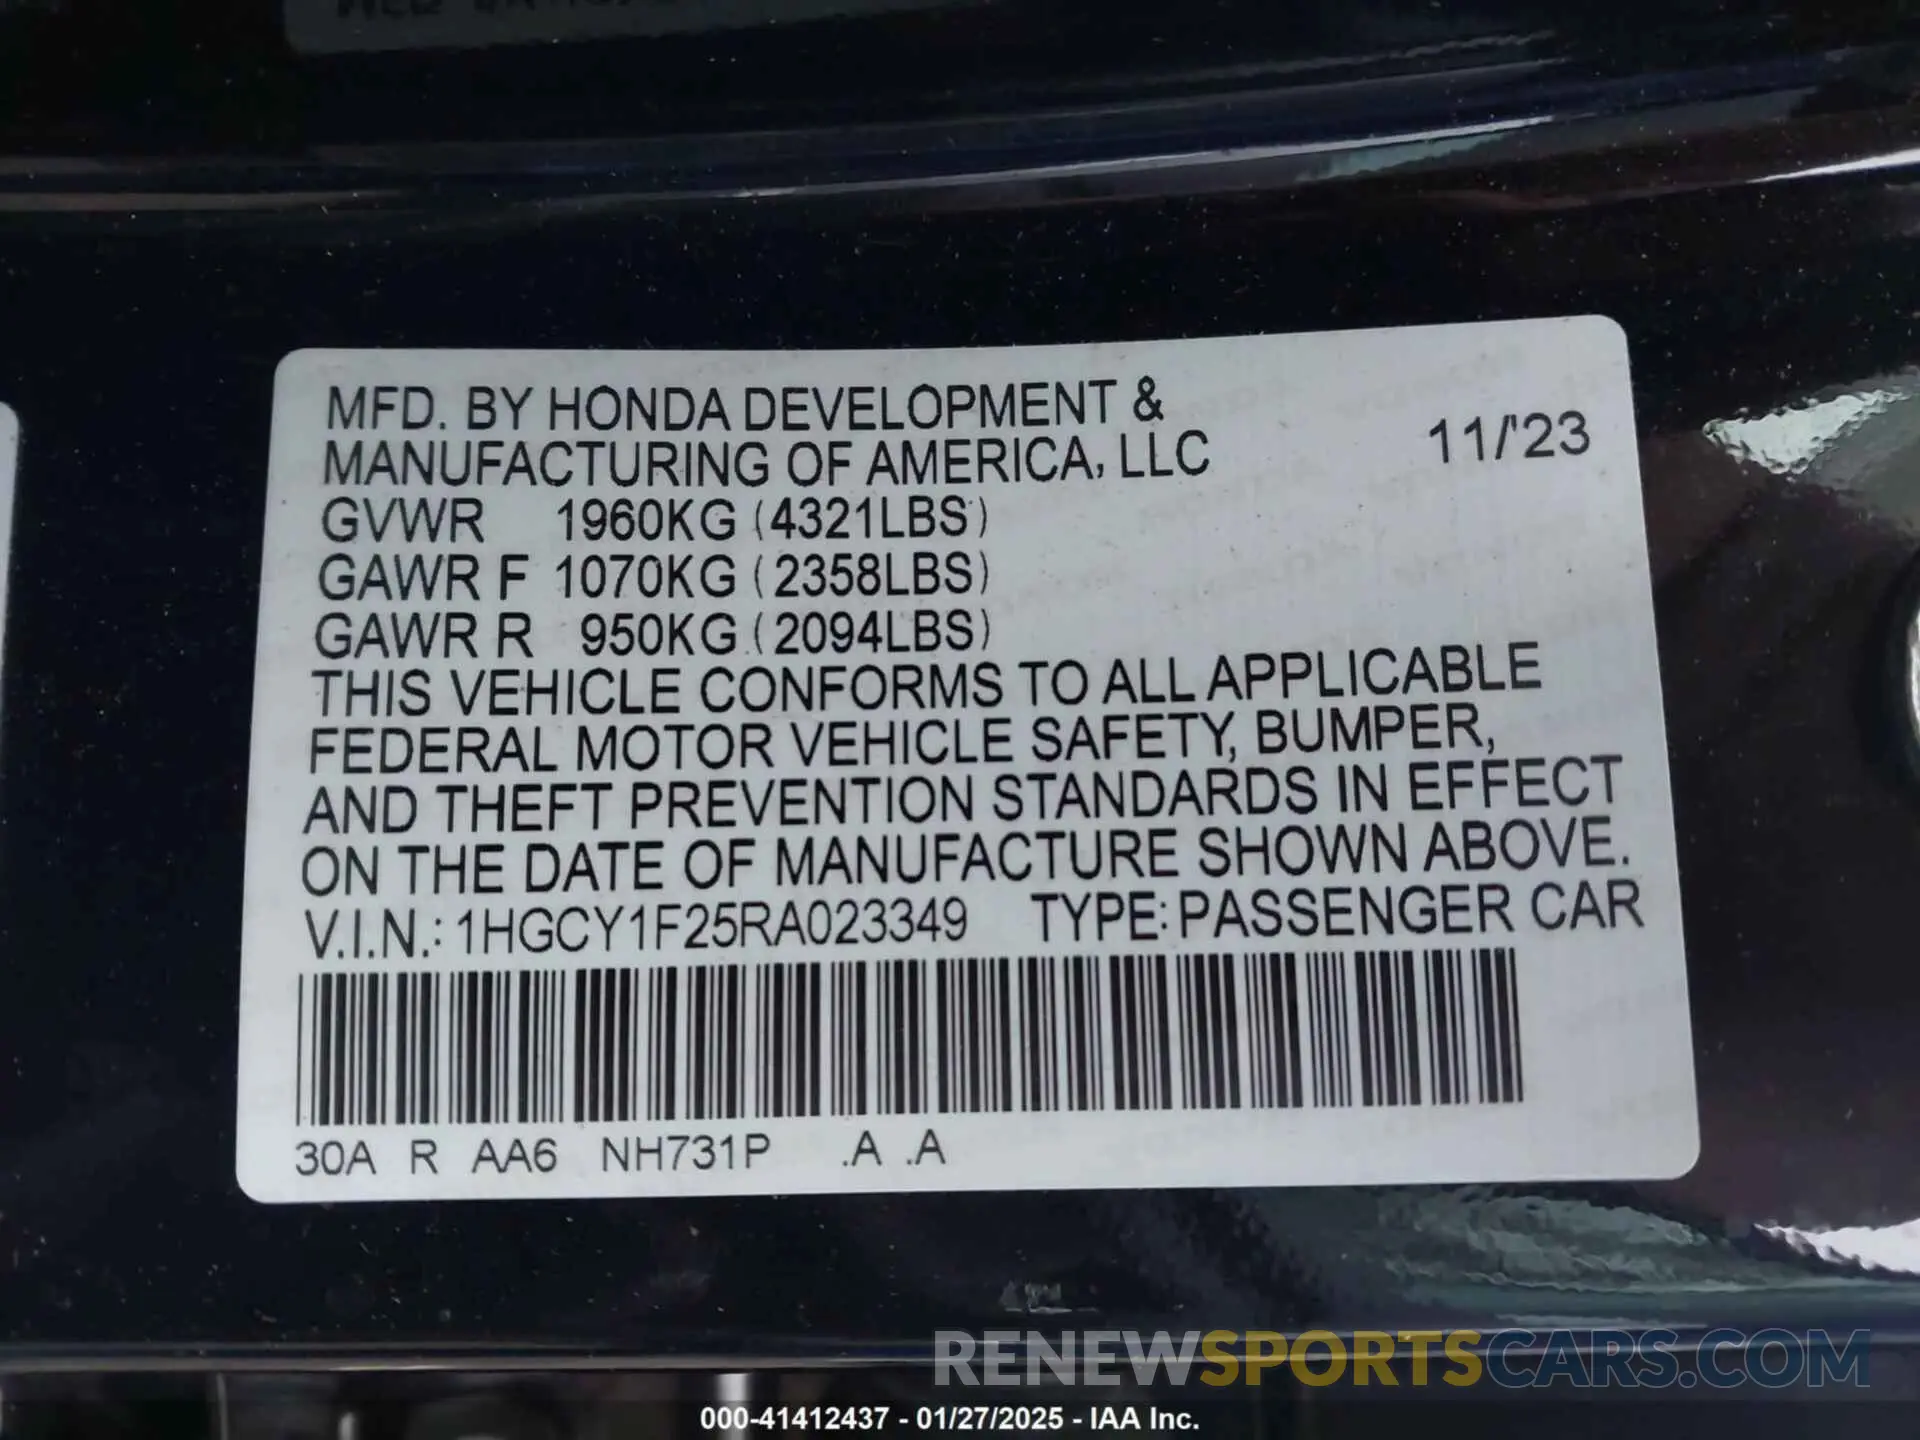 MFD. BY HONDA DEVELOPMENT &
MANUFACTURING OF AMERICA, LLC 11/'23
GVWR 1960KG (4321LBS)
GAWR F 1070KG (2358LBS)
GAWR R 950KG (2094LBS)
THIS VEHICLE CONFORMS TO ALL APPLICABLE
FEDERAL MOTOR VEHICLE SAFETY, BUMPER,
AND THEFT PREVENTION STANDARDS IN EFFECT
ON THE DATE OF MANUFACTURE SHOWN ABOVE.
V.I.N.: 1HGCY1F25RA023349 TYPE: PASSENGER CAR
30A R AA6 NH731P .A .A
RENEWSPORTSCARS.COM
000-41412437 - 01/27/2025 - IAA Inc.